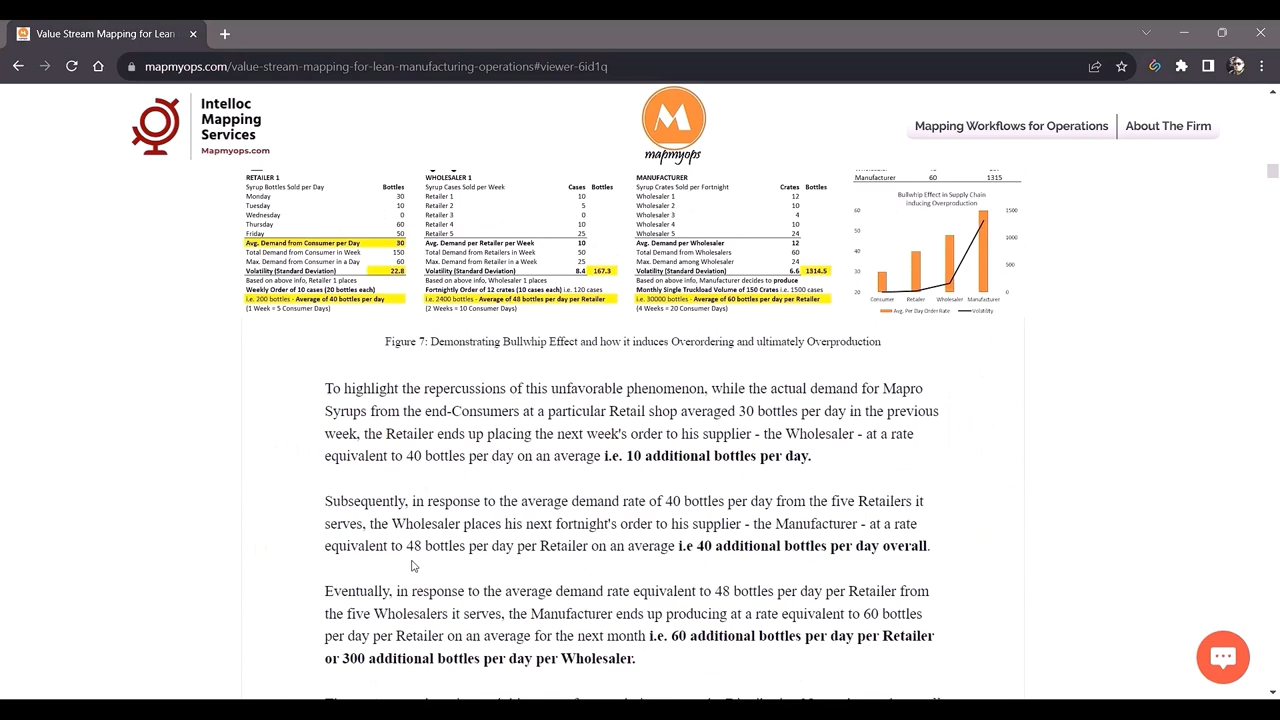 Value Stream Mapping for Lean
mapmyops.com/value-stream-mapping-for-lean-manufacturing-operations#viewer-6id1q
Intelloc
Mapping
Services
Mapmyops.com
M
mapmyops
Mapping Workflows for Operations
About The Firm
RETAILER 1
Syrup Bottles Sold per Day Bottles
Monday 30
Tuesday 10
Wednesday 0
Thursday 60
Friday 50
Avg. Demand from Consumer per Day 30
Total Demand from Consumer in Week 150
Max. Demand from Consumer in a Day 60
Volatility (Standard Deviation) 22.8
Based on above info, Retailer 1 places
Weekly Order of 10 cases (20 bottles each)
i.e. 200 bottles - Average of 40 bottles per day
(1 Week = 5 Consumer Days)
WHOLESALER 1
Syrup Cases Sold per Week Cases Bottles
Retailer 1 10
Retailer 2 5
Retailer 3 0
Retailer 4 10
Retailer 5 25
Avg. Demand per Retailer per Week 10
Total Demand from Retailers in Week 50
Max. Demand from Retailers in a Week 25
Volatility (Standard Deviation) 8.4 167.3
Based on above info, Wholesaler 1 places
Fortnightly Order of 12 crates (10 cases each) i.e. 120 cases
i.e. 2400 bottles - Average of 48 bottles per day per Retailer
(2 Weeks = 10 Consumer Days)
MANUFACTURER
Syrup Crates Sold per Fortnight Crates Bottles
Wholesaler 1 12
Wholesaler 2 10
Wholesaler 3 4
Wholesaler 4 10
Wholesaler 5 24
Avg. Demand per Wholesaler 12
Total Demand from Wholesalers 60
Max. Demand among Wholesaler 24
Volatility (Standard Deviation) 6.6 1314.5
Based on above info, Manufacturer decides to produce
Monthly Single Truckload Volume of 150 Crates i.e. 1500 cases
i.e. 30000 bottles - Average of 60 bottles per day per Retailer
(4 Weeks = 20 Consumer Days)
Manufacturer 60 1315
Bullwhip Effect in Supply Chain
inducing Overproduction
60 1500
50
40 1000
30 500
20 0
Consumer Retailer Wholesaler Manufacturer
Avg. Per Day Order Rate Volatility
Figure 7: Demonstrating Bullwhip Effect and how it induces Overordering and ultimately Overproduction
To highlight the repercussions of this unfavorable phenomenon, while the actual demand for Mapro
Syrups from the end-Consumers at a particular Retail shop averaged 30 bottles per day in the previous
week, the Retailer ends up placing the next week's order to his supplier - the Wholesaler - at a rate
equivalent to 40 bottles per day on an average i.e. 10 additional bottles per day.
Subsequently, in response to the average demand rate of 40 bottles per day from the five Retailers it
serves, the Wholesaler places his next fortnight's order to his supplier - the Manufacturer - at a rate
equivalent to 48 bottles per day per Retailer on an average i.e 40 additional bottles per day overall.
Eventually, in response to the average demand rate equivalent to 48 bottles per day per Retailer from
the five Wholesalers it serves, the Manufacturer ends up producing at a rate equivalent to 60 bottles
per day per Retailer on an average for the next month i.e. 60 additional bottles per day per Retailer
or 300 additional bottles per day per Wholesaler.